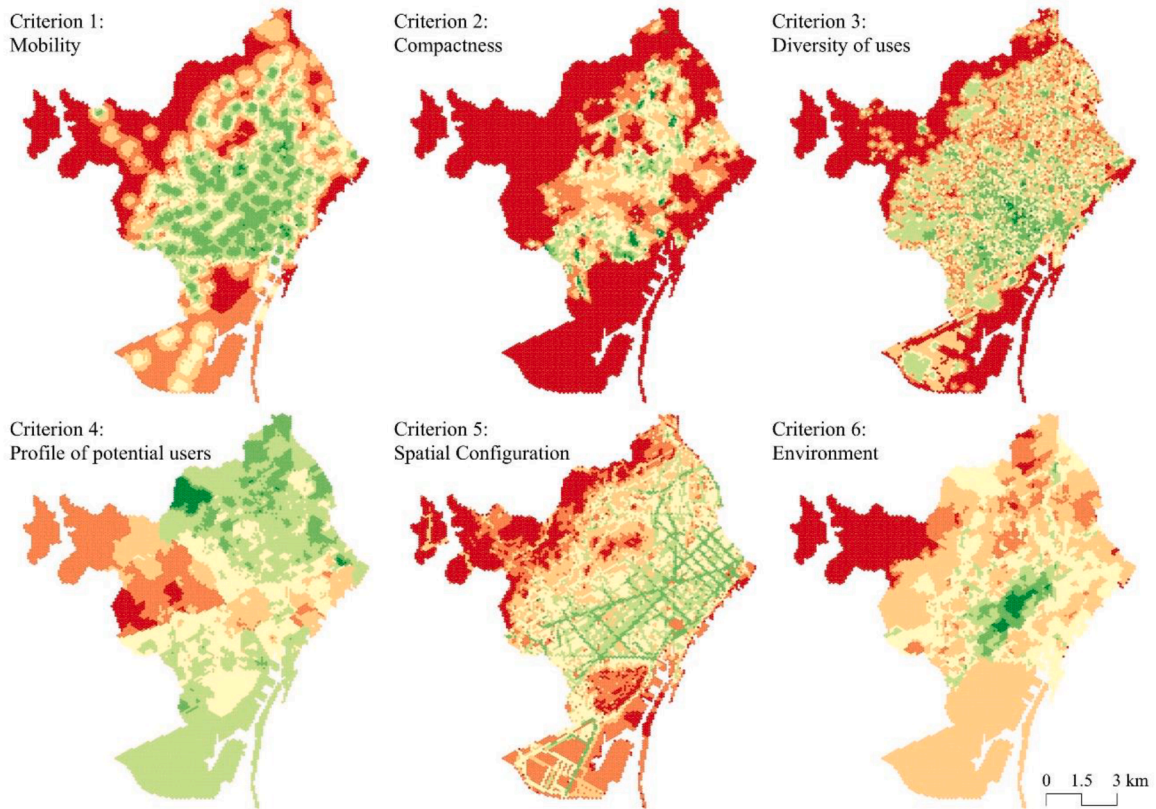 Criterion 1:
Mobility
Criterion 2:
Compactness
Criterion 3:
Diversity of uses
Criterion 4:
Profile of potential users
Criterion 5:
Spatial Configuration
Criterion 6:
Environment
0 1.5 3 km